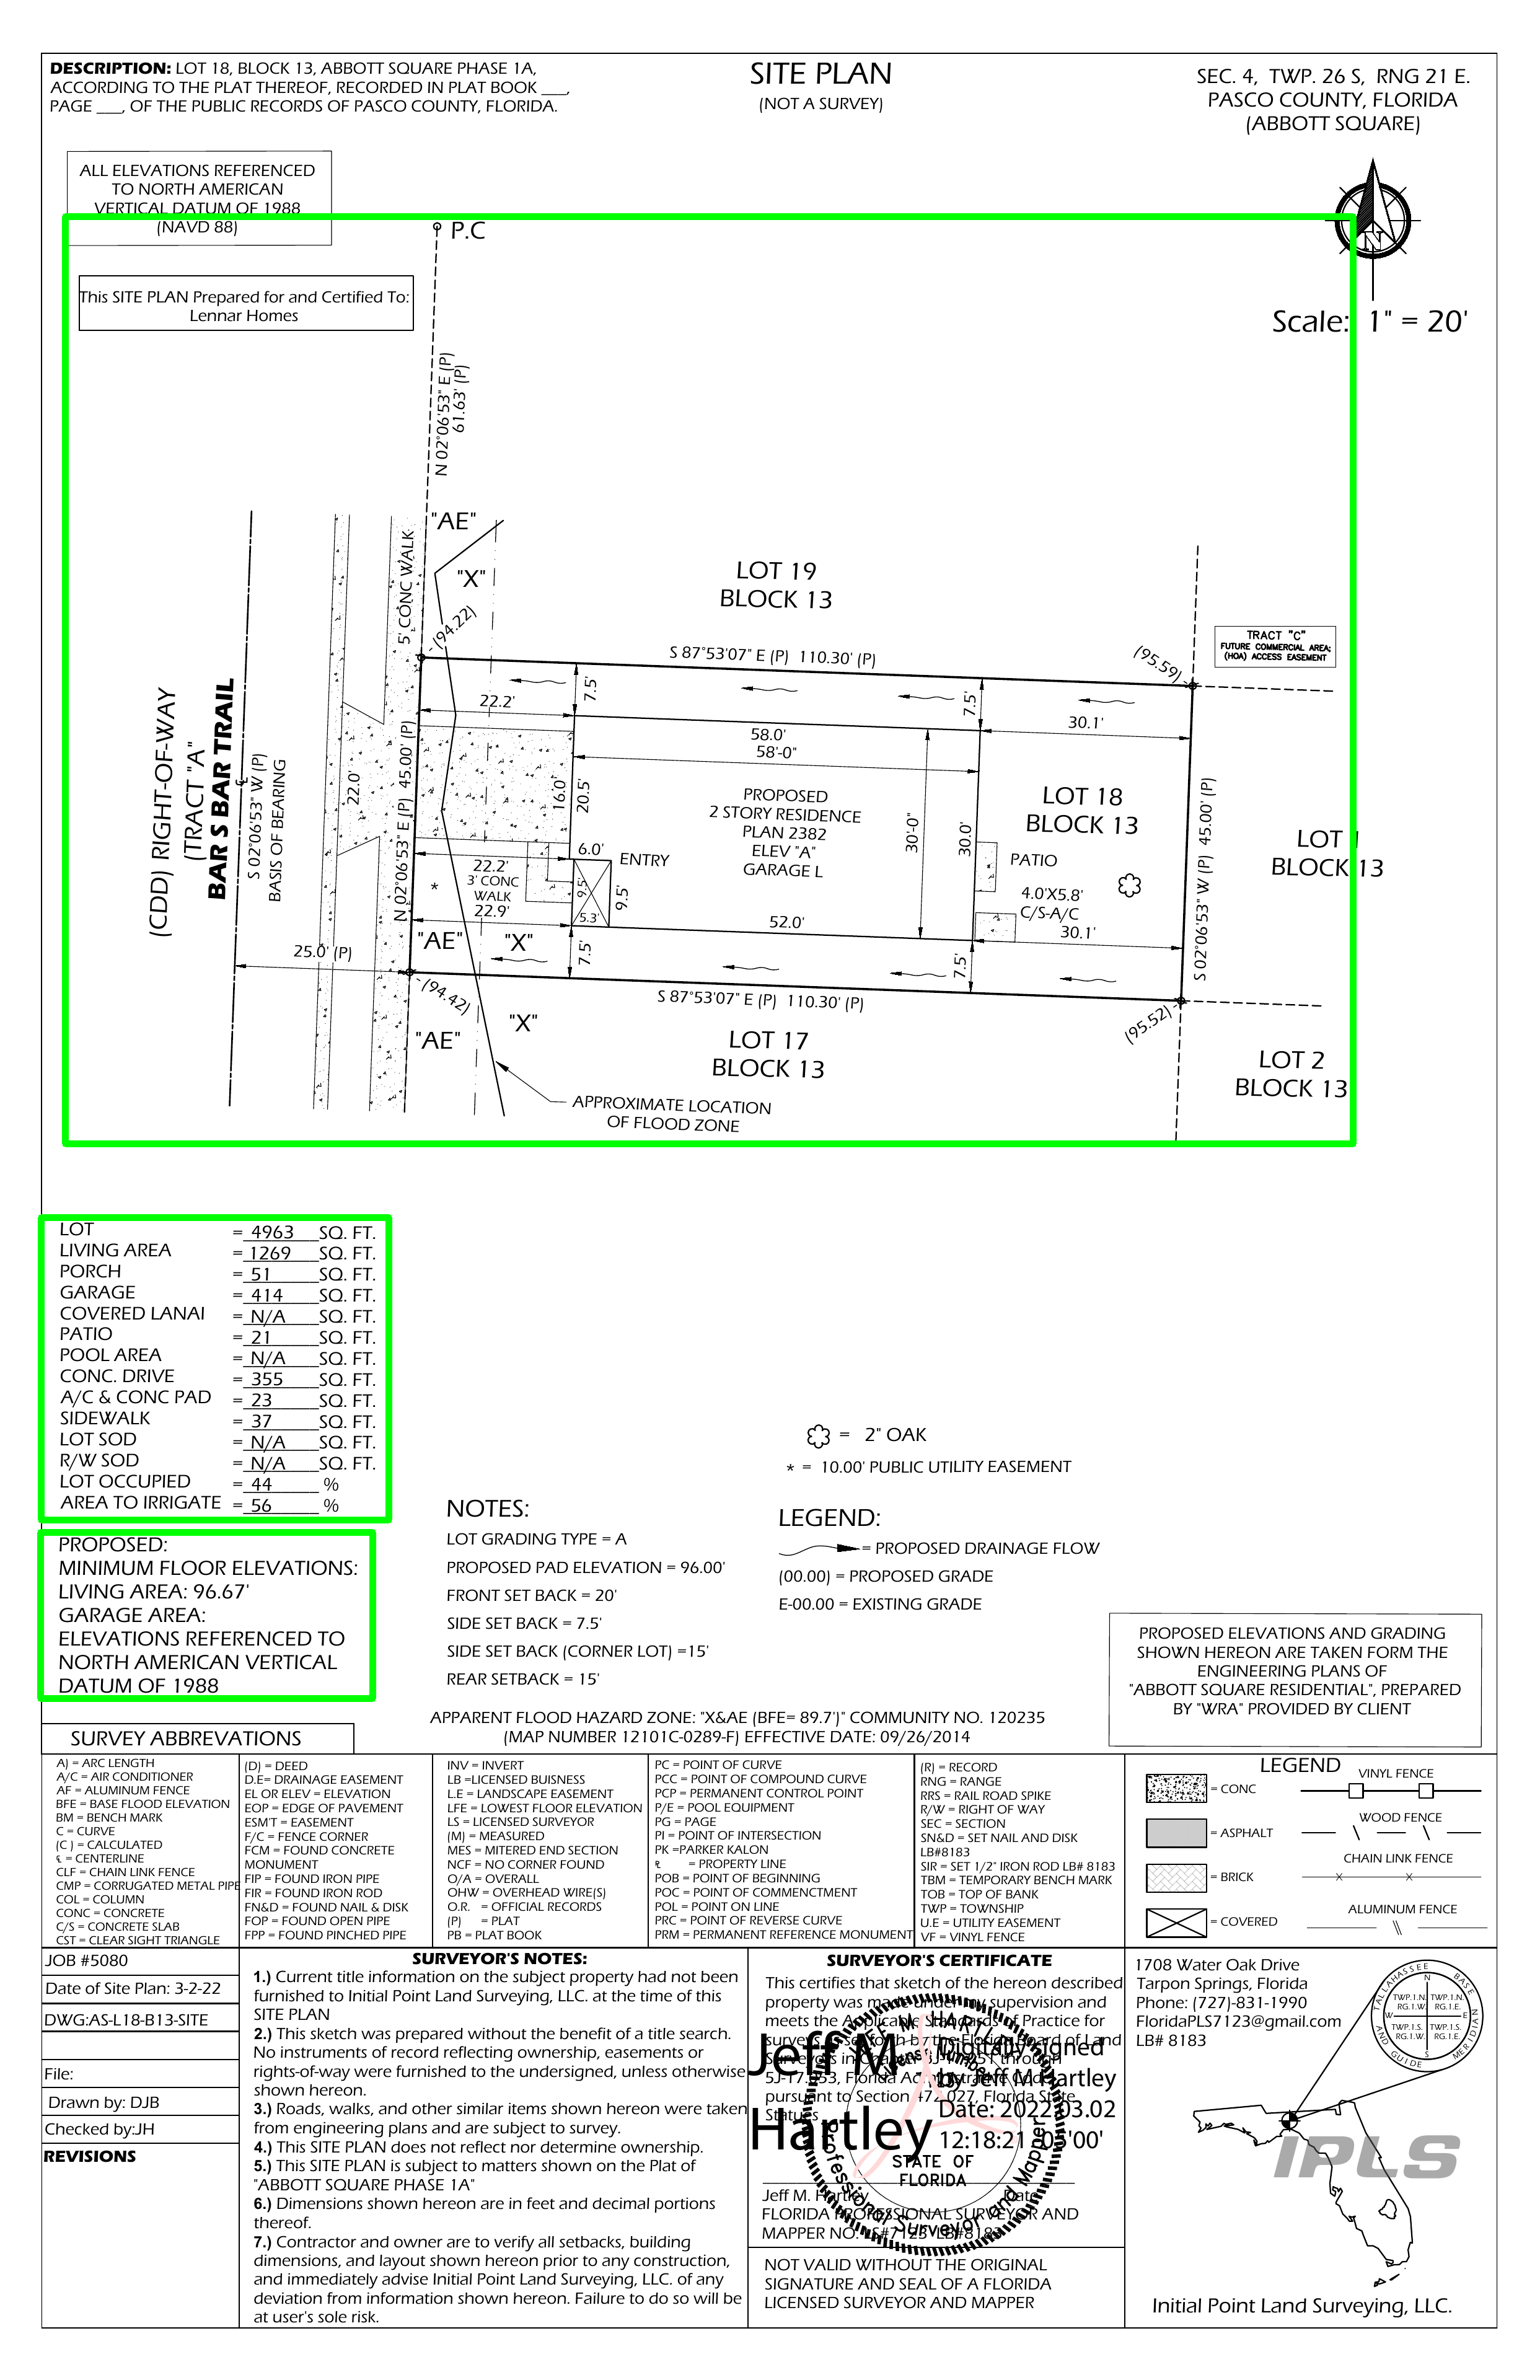 DESCRIPTION: LOT 18, BLOCK 13, ABBOTT SQUARE PHASE 1A,
ACCORDING TO THE PLAT THEREOF, RECORDED IN PLAT BOOK ___,
PAGE ___, OF THE PUBLIC RECORDS OF PASCO COUNTY, FLORIDA.
SITE PLAN
(NOT A SURVEY)
SEC. 4, TWP. 26 S, RNG 21 E.
PASCO COUNTY, FLORIDA
(ABBOTT SQUARE)
ALL ELEVATIONS REFERENCED
TO NORTH AMERICAN
VERTICAL DATUM OF 1988
(NAVD 88)
N
Scale: 1" = 20'
This SITE PLAN Prepared for and Certified To:
Lennar Homes
P.C
N 02°06'53" E (P)
61.63' (P)
"AE"
"X"
5' CONC WALK
(94.22)
LOT 19
BLOCK 13
S 87°53'07" E (P) 110.30' (P)
(95.59)
TRACT "C"
FUTURE COMMERCIAL AREA;
(HOA) ACCESS EASEMENT
(CDD) RIGHT-OF-WAY
(TRACT "A")
BAR S BAR TRAIL
S 02°06'53" W (P)
BASIS OF BEARING
22.0'
N 02°06'53" E (P) 45.00' (P)
22.2'
7.5'
7.5'
30.1'
58.0'
58'-0"
16.0'
20.5'
PROPOSED
2 STORY RESIDENCE
PLAN 2382
ELEV "A"
GARAGE L
30'-0"
30.0'
LOT 18
BLOCK 13
PATIO
4.0'X5.8'
C/S-A/C
30.1'
S 02°06'53" W (P) 45.00' (P)
LOT 1
BLOCK 13
6.0'
ENTRY
22.2'
3' CONC
WALK
22.9'
*
9.5'
9.5'
5.3'
52.0'
"AE"
"X"
7.5'
7.5'
25.0' (P)
(94.42)
S 87°53'07" E (P) 110.30' (P)
(95.52)
"AE"
"X"
LOT 17
BLOCK 13
LOT 2
BLOCK 13
APPROXIMATE LOCATION
OF FLOOD ZONE
LOT = 4963 SQ. FT.
LIVING AREA = 1269 SQ. FT.
PORCH = 51 SQ. FT.
GARAGE = 414 SQ. FT.
COVERED LANAI = N/A SQ. FT.
PATIO = 21 SQ. FT.
POOL AREA = N/A SQ. FT.
CONC. DRIVE = 355 SQ. FT.
A/C & CONC PAD = 23 SQ. FT.
SIDEWALK = 37 SQ. FT.
LOT SOD = N/A SQ. FT.
R/W SOD = N/A SQ. FT.
LOT OCCUPIED = 44 %
AREA TO IRRIGATE = 56 %
PROPOSED:
MINIMUM FLOOR ELEVATIONS:
LIVING AREA: 96.67'
GARAGE AREA:
ELEVATIONS REFERENCED TO
NORTH AMERICAN VERTICAL
DATUM OF 1988
= 2" OAK
* = 10.00' PUBLIC UTILITY EASEMENT
NOTES:
LOT GRADING TYPE = A
PROPOSED PAD ELEVATION = 96.00'
FRONT SET BACK = 20'
SIDE SET BACK = 7.5'
SIDE SET BACK (CORNER LOT) =15'
REAR SETBACK = 15'
LEGEND:
= PROPOSED DRAINAGE FLOW
(00.00) = PROPOSED GRADE
E-00.00 = EXISTING GRADE
PROPOSED ELEVATIONS AND GRADING
SHOWN HEREON ARE TAKEN FORM THE
ENGINEERING PLANS OF
"ABBOTT SQUARE RESIDENTIAL", PREPARED
BY "WRA" PROVIDED BY CLIENT
APPARENT FLOOD HAZARD ZONE: "X&AE (BFE= 89.7')" COMMUNITY NO. 120235
(MAP NUMBER 12101C-0289-F) EFFECTIVE DATE: 09/26/2014
SURVEY ABBREVATIONS
A) = ARC LENGTH
A/C = AIR CONDITIONER
AF = ALUMINUM FENCE
BFE = BASE FLOOD ELEVATION
BM = BENCH MARK
C = CURVE
(C ) = CALCULATED
℄ = CENTERLINE
CLF = CHAIN LINK FENCE
CMP = CORRUGATED METAL PIPE
COL = COLUMN
CONC = CONCRETE
C/S = CONCRETE SLAB
CST = CLEAR SIGHT TRIANGLE
(D) = DEED
D.E= DRAINAGE EASEMENT
EL OR ELEV = ELEVATION
EOP = EDGE OF PAVEMENT
ESM'T = EASEMENT
F/C = FENCE CORNER
FCM = FOUND CONCRETE
MONUMENT
FIP = FOUND IRON PIPE
FIR = FOUND IRON ROD
FN&D = FOUND NAIL & DISK
FOP = FOUND OPEN PIPE
FPP = FOUND PINCHED PIPE
INV = INVERT
LB =LICENSED BUISNESS
L.E = LANDSCAPE EASEMENT
LFE = LOWEST FLOOR ELEVATION
LS = LICENSED SURVEYOR
(M) = MEASURED
MES = MITERED END SECTION
NCF = NO CORNER FOUND
O/A = OVERALL
OHW = OVERHEAD WIRE(S)
O.R. = OFFICIAL RECORDS
(P) = PLAT
PB = PLAT BOOK
PC = POINT OF CURVE
PCC = POINT OF COMPOUND CURVE
PCP = PERMANENT CONTROL POINT
P/E = POOL EQUIPMENT
PG = PAGE
PI = POINT OF INTERSECTION
PK =PARKER KALON
℄ = PROPERTY LINE
POB = POINT OF BEGINNING
POC = POINT OF COMMENCTMENT
POL = POINT ON LINE
PRC = POINT OF REVERSE CURVE
PRM = PERMANENT REFERENCE MONUMENT
(R) = RECORD
RNG = RANGE
RRS = RAIL ROAD SPIKE
R/W = RIGHT OF WAY
SEC = SECTION
SN&D = SET NAIL AND DISK
LB#8183
SIR = SET 1/2" IRON ROD LB# 8183
TBM = TEMPORARY BENCH MARK
TOB = TOP OF BANK
TWP = TOWNSHIP
U.E = UTILITY EASEMENT
VF = VINYL FENCE
LEGEND
= CONC
= ASPHALT
= BRICK
= COVERED
VINYL FENCE
WOOD FENCE
CHAIN LINK FENCE
ALUMINUM FENCE
JOB #5080
Date of Site Plan: 3-2-22
DWG:AS-L18-B13-SITE
File:
Drawn by: DJB
Checked by:JH
REVISIONS
SURVEYOR'S NOTES:
1.) Current title information on the subject property had not been
furnished to Initial Point Land Surveying, LLC. at the time of this
SITE PLAN
2.) This sketch was prepared without the benefit of a title search.
No instruments of record reflecting ownership, easements or
rights-of-way were furnished to the undersigned, unless otherwise
shown hereon.
3.) Roads, walks, and other similar items shown hereon were taken
from engineering plans and are subject to survey.
4.) This SITE PLAN does not reflect nor determine ownership.
5.) This SITE PLAN is subject to matters shown on the Plat of
"ABBOTT SQUARE PHASE 1A"
6.) Dimensions shown hereon are in feet and decimal portions
thereof.
7.) Contractor and owner are to verify all setbacks, building
dimensions, and layout shown hereon prior to any construction,
and immediately advise Initial Point Land Surveying, LLC. of any
deviation from information shown hereon. Failure to do so will be
at user's sole risk.
SURVEYOR'S CERTIFICATE
This certifies that sketch of the hereon described
property was made under my supervision and
meets the Applicable Standards of Practice for
surveys as set forth by the Florida Board of Land
Surveyors in
Florida
pursuant to Section 472.027, Florida State
Statues
Jeff M Hartley
Digitally signed
by Jeff M Hartley
Date: 2022.03.02
12:18:21
STATE OF
FLORIDA
Professional Surveyor and Mapper
Jeff M. Hartley Date
FLORIDA PROFESSIONAL SURVEYOR AND
MAPPER NO. LS#7123 LB#8183
NOT VALID WITHOUT THE ORIGINAL
SIGNATURE AND SEAL OF A FLORIDA
LICENSED SURVEYOR AND MAPPER
1708 Water Oak Drive
Tarpon Springs, Florida
Phone: (727)-831-1990
FloridaPLS7123@gmail.com
LB# 8183
TALLAHASSEE BASE
AND GUIDE MERIDIAN
N
W
E
S
TWP.1.N. TWP.1.N.
RG.1.W. RG.1.E.
TWP.1.S. TWP.1.S.
RG.1.W. RG.1.E.
IPLS
Initial Point Land Surveying, LLC.